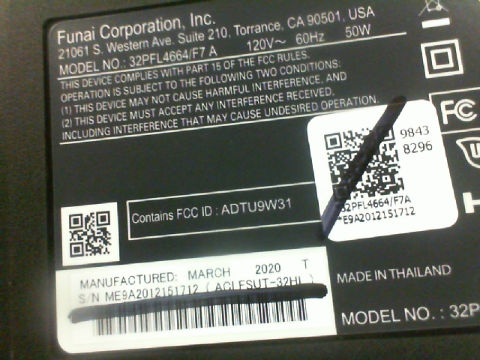 Funai Corporation, Inc.
21061 S. Western Ave. Suite 210, Torrance, CA 90501, USA
MODEL NO.: 32PFL4664/F7 A 120V~ 60Hz 50W
THIS DEVICE COMPLIES WITH PART 15 OF THE FCC RULES.
OPERATION IS SUBJECT TO THE FOLLOWING TWO CONDITIONS:
(1) THIS DEVICE MAY NOT CAUSE HARMFUL INTERFERENCE, AND
(2) THIS DEVICE MUST ACCEPT ANY INTERFERENCE RECEIVED.
INCLUDING INTERFERENCE THAT MAY CAUSE UNDESIRED OPERATION.
FC
9843
8296
32PFL4664/F7A
*E9A2012151712
Contains FCC ID : ADTU9W31
MANUFACTURED: MARCH 2020 T
S/N ME9A2012151712 ( ACLFSUT-32HI )
MADE IN THAILAND
MODEL NO.: 32P